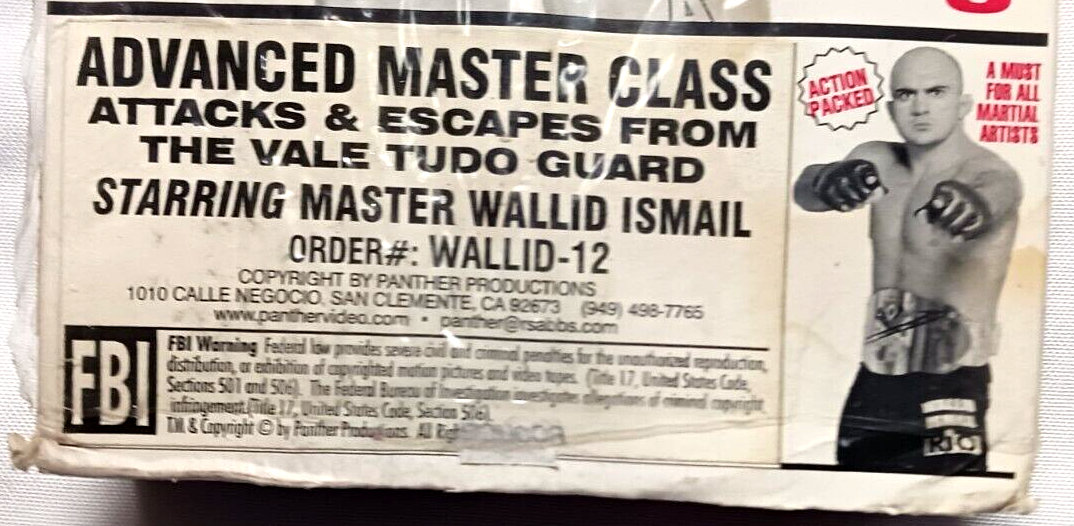 ADVANCED MASTER CLASS
ATTACKS & ESCAPES FROM
THE VALE TUDO GUARD
STARRING MASTER WALLID ISMAIL
ORDER#: WALLID-12
COPYRIGHT BY PANTHER PRODUCTIONS
1010 CALLE NEGOCIO, SAN CLEMENTE, CA 92673 (949) 498-7765
www.panthervideo.com • panther@rsabbs.com
FBI
FBI Warning Federal law provides severe civil and criminal penalties for the unauthorized reproduction,
distribution, or exhibition of copyrighted motion pictures and video tapes. (Title 17, United States Code,
Sections 501 and 506). The Federal Bureau of Investigation investigates allegations of criminal copyright
infringement.(Title 17, United States Code, Section 506).
T.M. & Copyright © by Panther Productions. All
ACTION
PACKED
A MUST
FOR ALL
MARTIAL
ARTISTS
RIO